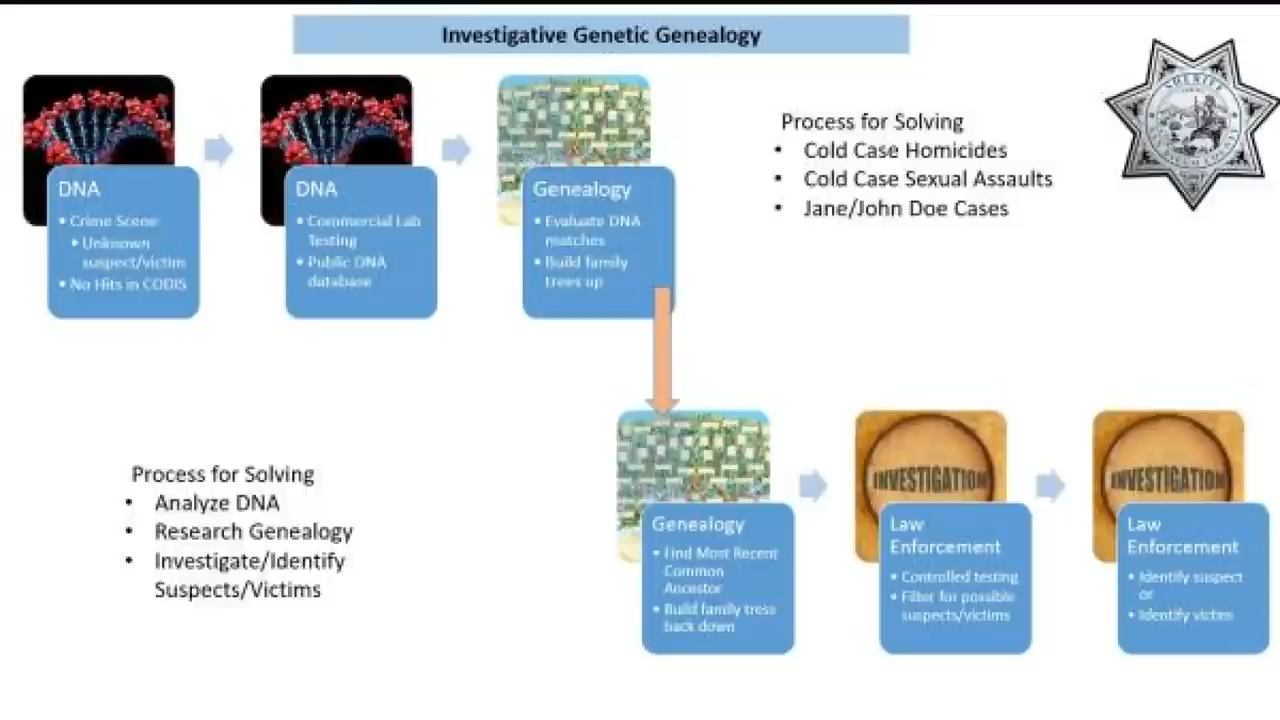 Investigative Genetic Genealogy
DNA
• Crime Scene
• Unknown
suspect/victim
• No Hits in CODIS
DNA
• Commercial Lab
Testing
• Public DNA
database
Genealogy
• Evaluate DNA
matches
• Build family
trees up
Process for Solving
• Cold Case Homicides
• Cold Case Sexual Assaults
• Jane/John Doe Cases
SHERIFF
Process for Solving
• Analyze DNA
• Research Genealogy
• Investigate/Identify
Suspects/Victims
Genealogy
• Find Most Recent
Common
Ancestor
• Build family tress
back down
INVESTIGATION
Law
Enforcement
• Controlled testing
• Filter for possible
suspects/victims
INVESTIGATION
Law
Enforcement
• Identify suspect
or
• Identify victim